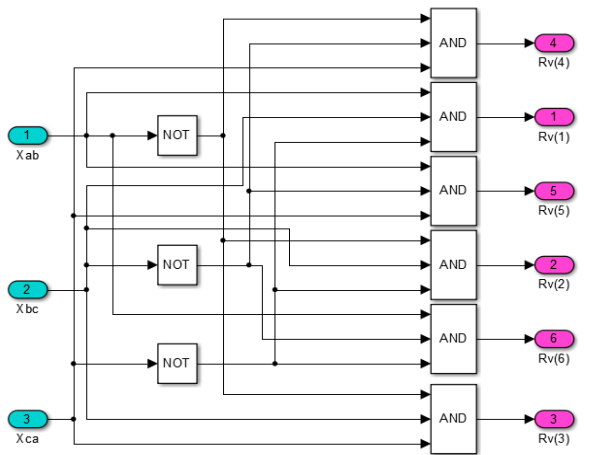 AND
4
Rv(4)
1
Xab
NOT
AND
1
Rv(1)
AND
5
Rv(5)
2
Xbc
NOT
AND
2
Rv(2)
AND
6
Rv(6)
NOT
3
Xca
AND
3
Rv(3)